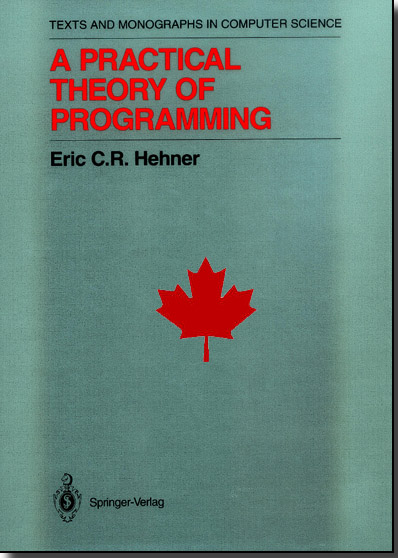 TEXTS AND MONOGRAPHS IN COMPUTER SCIENCE
A PRACTICAL
THEORY OF
PROGRAMMING
Eric C.R. Hehner
Springer-Verlag